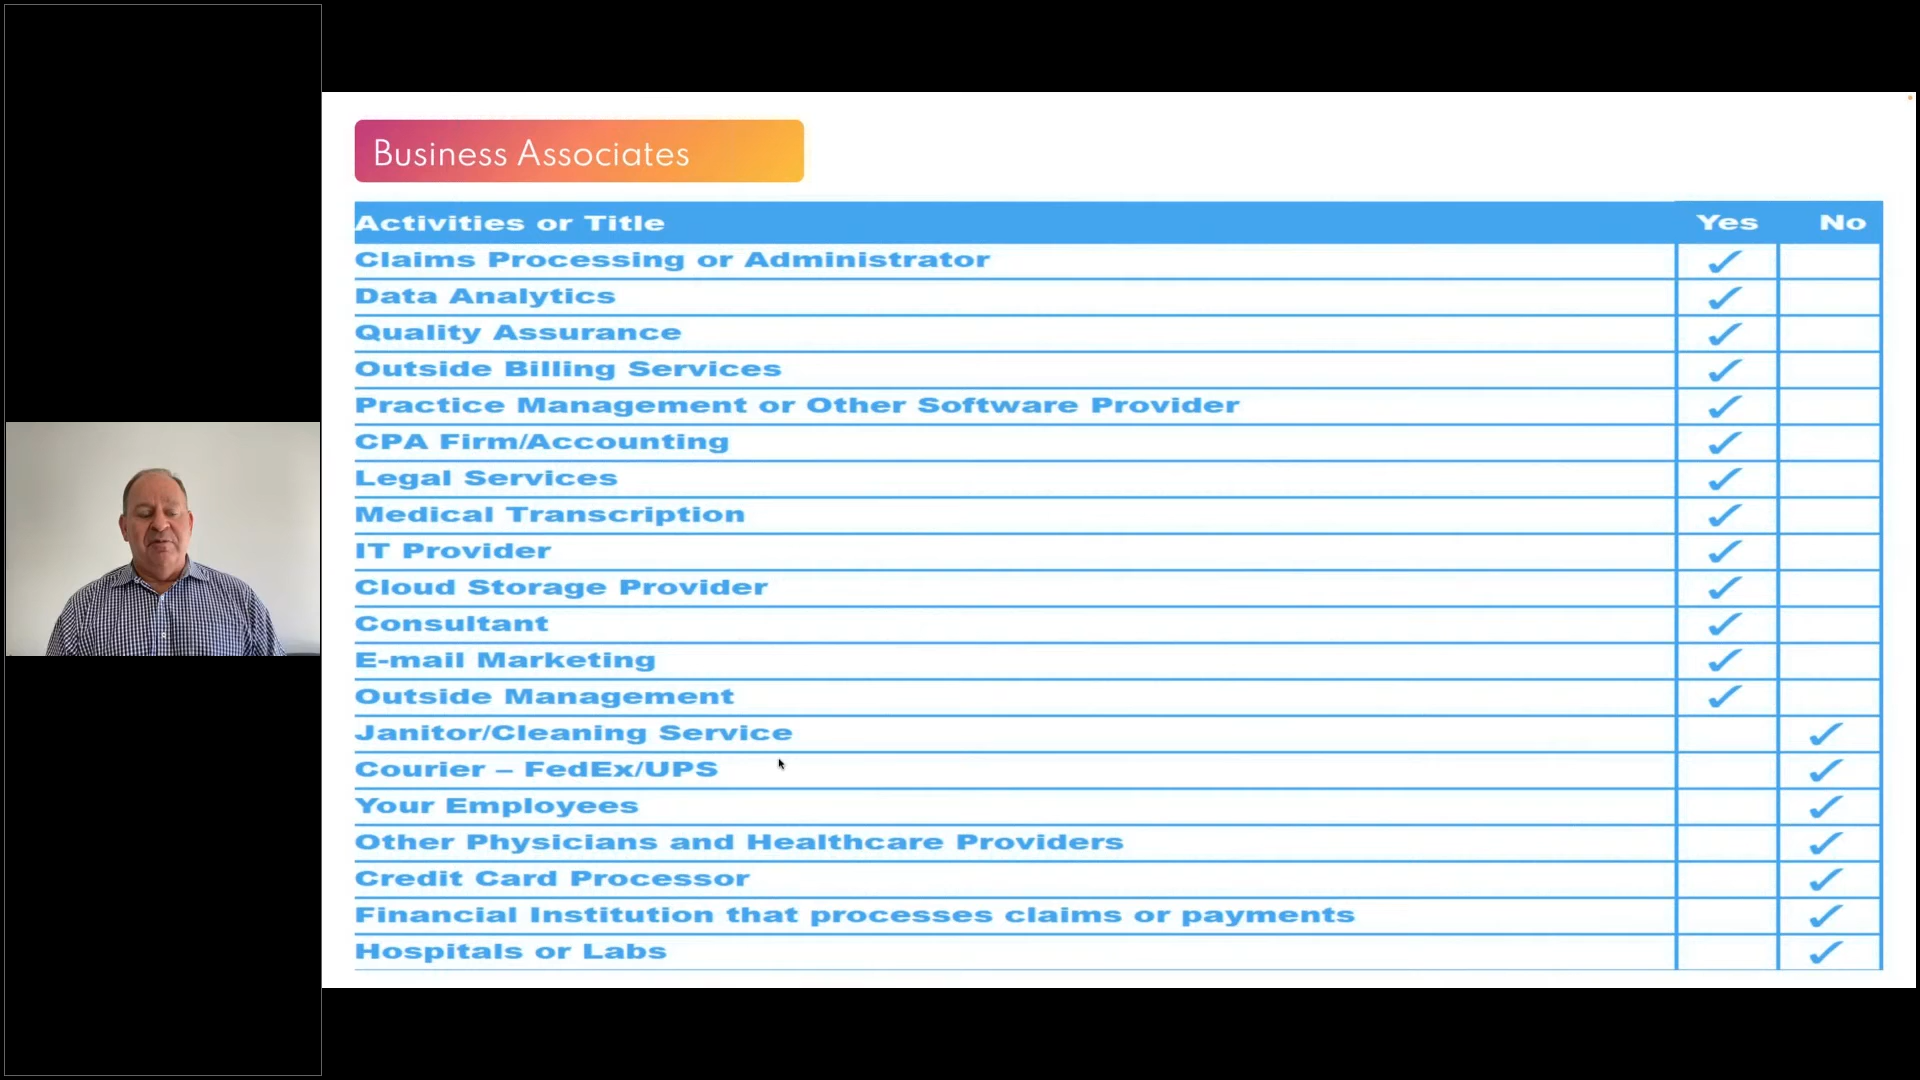 Business Associates
Activities or Title Yes No
Claims Processing or Administrator ✓
Data Analytics ✓
Quality Assurance ✓
Outside Billing Services ✓
Practice Management or Other Software Provider ✓
CPA Firm/Accounting ✓
Legal Services ✓
Medical Transcription ✓
IT Provider ✓
Cloud Storage Provider ✓
Consultant ✓
E-mail Marketing ✓
Outside Management ✓
Janitor/Cleaning Service ✓
Courier – FedEx/UPS ✓
Your Employees ✓
Other Physicians and Healthcare Providers ✓
Credit Card Processor ✓
Financial Institution that processes claims or payments ✓
Hospitals or Labs ✓